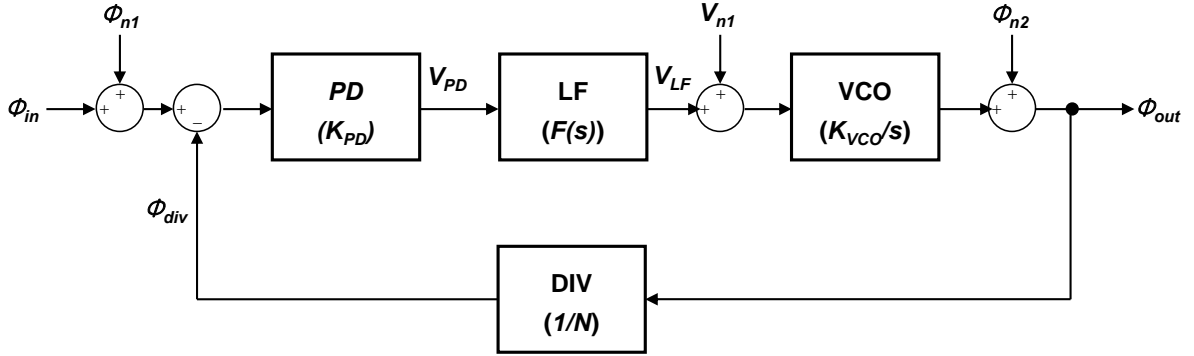 Φn1
Vn1
Φn2
Φin
+
+
+
−
PD
(KPD)
VPD
LF
(F(s))
VLF
+
+
VCO
(KVCO/s)
+
+
Φout
Φdiv
DIV
(1/N)